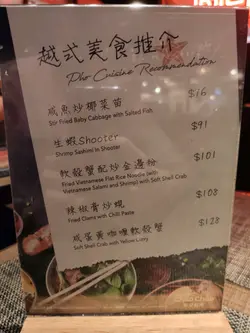 越式美食推介
Pho Cuisine Recommendation
咸魚炒椰菜苗
Stir Fried Baby Cabbage with Salted Fish
$76
生蝦Shooter
Shrimp Sashimi in Shooter
$91
軟殼蟹配炒金邊粉
Fried Vietnamese Flat Rice Noodle (with
Vietnamese Salami and Shrimp) with Soft Shell Crab
$101
辣椒膏炒蜆
Fried Clams with Chilli Paste
$108
咸蛋黃咖喱軟殼蟹
Soft Shell Crab with Yellow Curry
$128